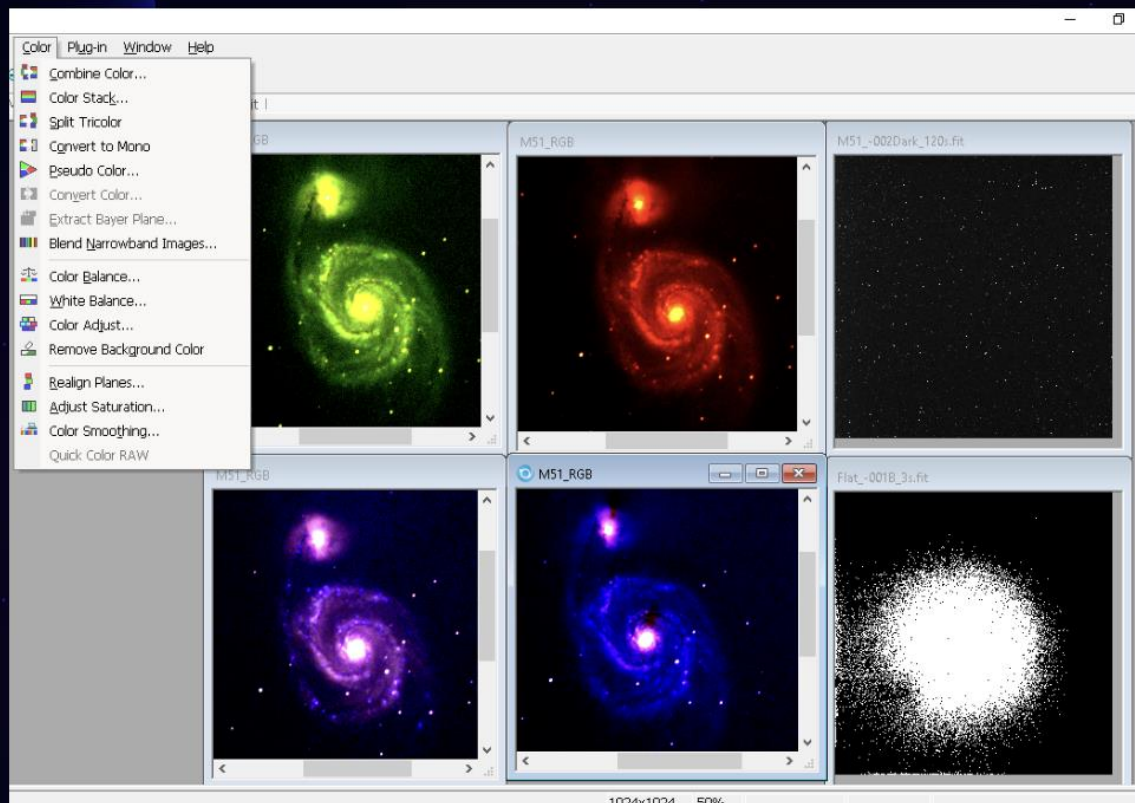 Color Plug-in Window Help
Combine Color...
Color Stack...
Split Tricolor
Convert to Mono
Pseudo Color...
Convert Color...
Extract Bayer Plane...
Blend Narrowband Images...
Color Balance...
White Balance...
Color Adjust...
Remove Background Color
Realign Planes...
Adjust Saturation...
Color Smoothing...
Quick Color RAW
GB
M51_RGB
M51_-002Dark_120s.fit
M51_RGB
M51_RGB
Flat_-001B_3s.fit
1024x1024 50%